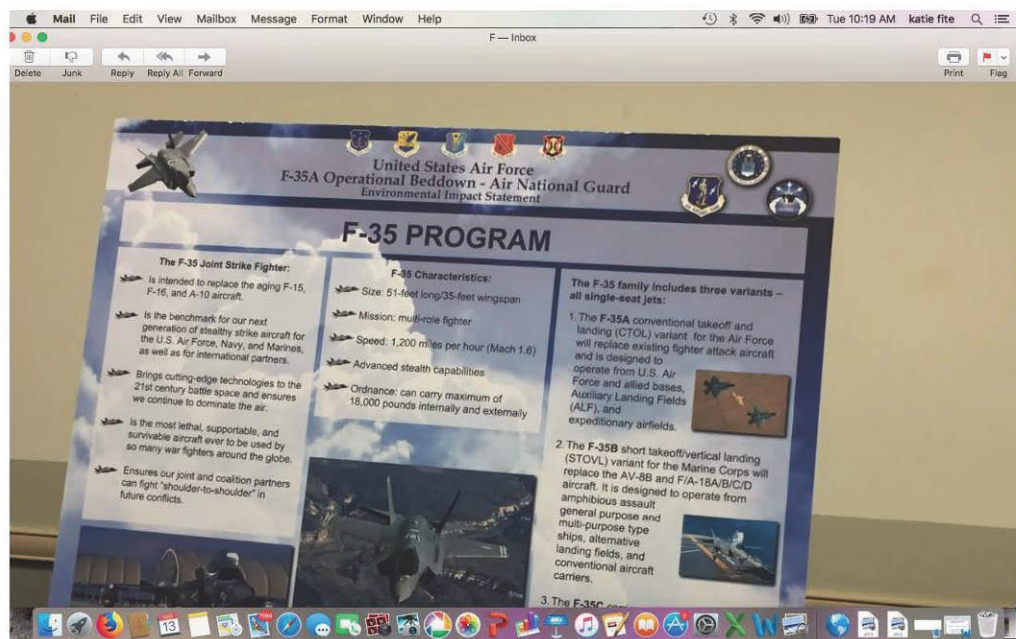 Mail File Edit View Mailbox Message Format Window Help
Tue 10:19 AM katie fite
F — Inbox
Delete Junk Reply Reply All Forward
Print Flag
United States Air Force
F-35A Operational Beddown - Air National Guard
Environmental Impact Statement
F-35 PROGRAM
The F-35 Joint Strike Fighter:
Is intended to replace the aging F-15,
F-16, and A-10 aircraft.
Is the benchmark for our next
generation of stealthy strike aircraft for
the U.S. Air Force, Navy, and Marines,
as well as for international partners.
Brings cutting-edge technologies to the
21st century battle space and ensures
we continue to dominate the air.
Is the most lethal, supportable, and
survivable aircraft ever to be used by
so many war fighters around the globe.
Ensures our joint and coalition partners
can fight "shoulder-to-shoulder" in
future conflicts.
F-35 Characteristics:
Size: 51-feet long/35-feet wingspan
Mission: multi-role fighter
Speed: 1,200 miles per hour (Mach 1.6)
Advanced stealth capabilities
Ordnance: can carry maximum of
18,000 pounds internally and externally
The F-35 family includes three variants –
all single-seat jets:
1. The F-35A conventional takeoff and
landing (CTOL) variant for the Air Force
will replace existing fighter attack aircraft
and is designed to
operate from U.S. Air
Force and allied bases,
Auxiliary Landing Fields
(ALF), and
expeditionary airfields.
2. The F-35B short takeoff/vertical landing
(STOVL) variant for the Marine Corps will
replace the AV-8B and F/A-18A/B/C/D
aircraft. It is designed to operate from
amphibious assault
general purpose and
multi-purpose type
ships, alternative
landing fields, and
conventional aircraft
carriers.
3. The F-35C
13